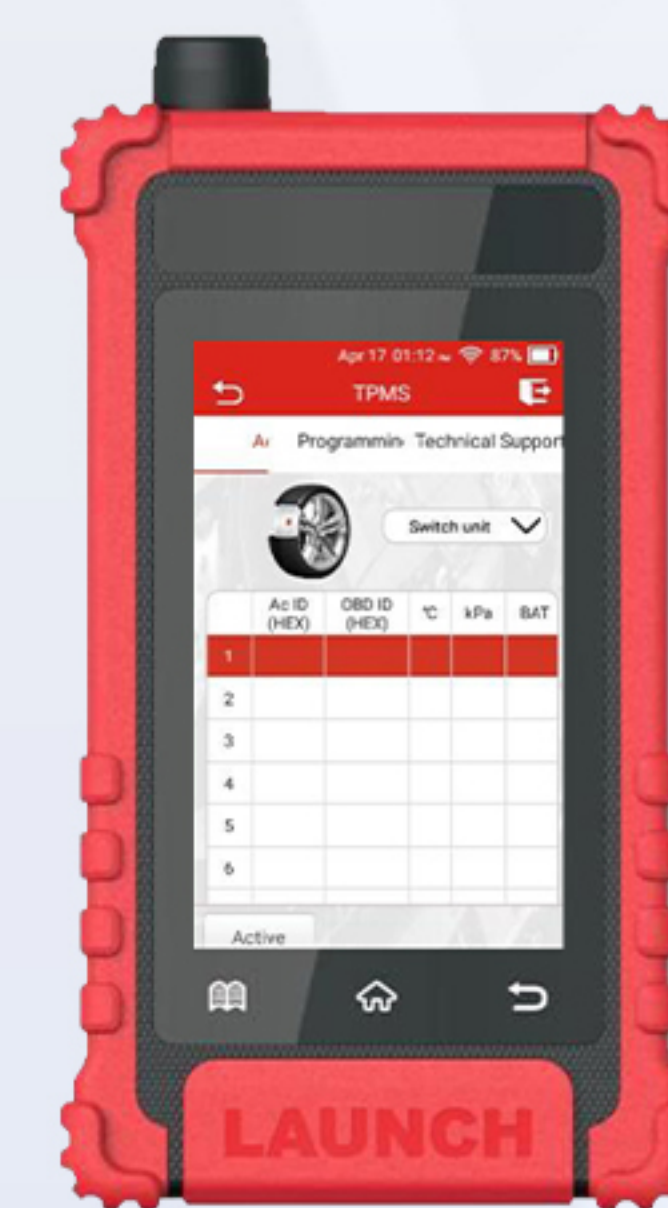 Apr 17 01:12 87%
TPMS
Programmin Technical Support
Switch unit
Ac ID (HEX) OBD ID (HEX) ℃ kPa BAT
1
2
3
4
5
6
Active
LAUNCH